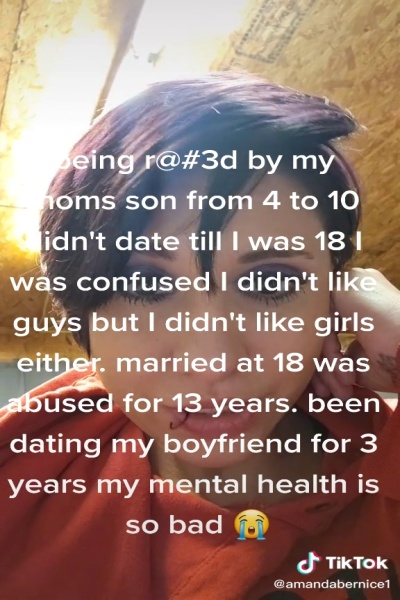 being r@#3d by my
moms son from 4 to 10
didn't date till I was 18 I
was confused I didn't like
guys but I didn't like girls
either. married at 18 was
abused for 13 years. been
dating my boyfriend for 3
years my mental health is
so bad 😭
TikTok
@amandabernice1